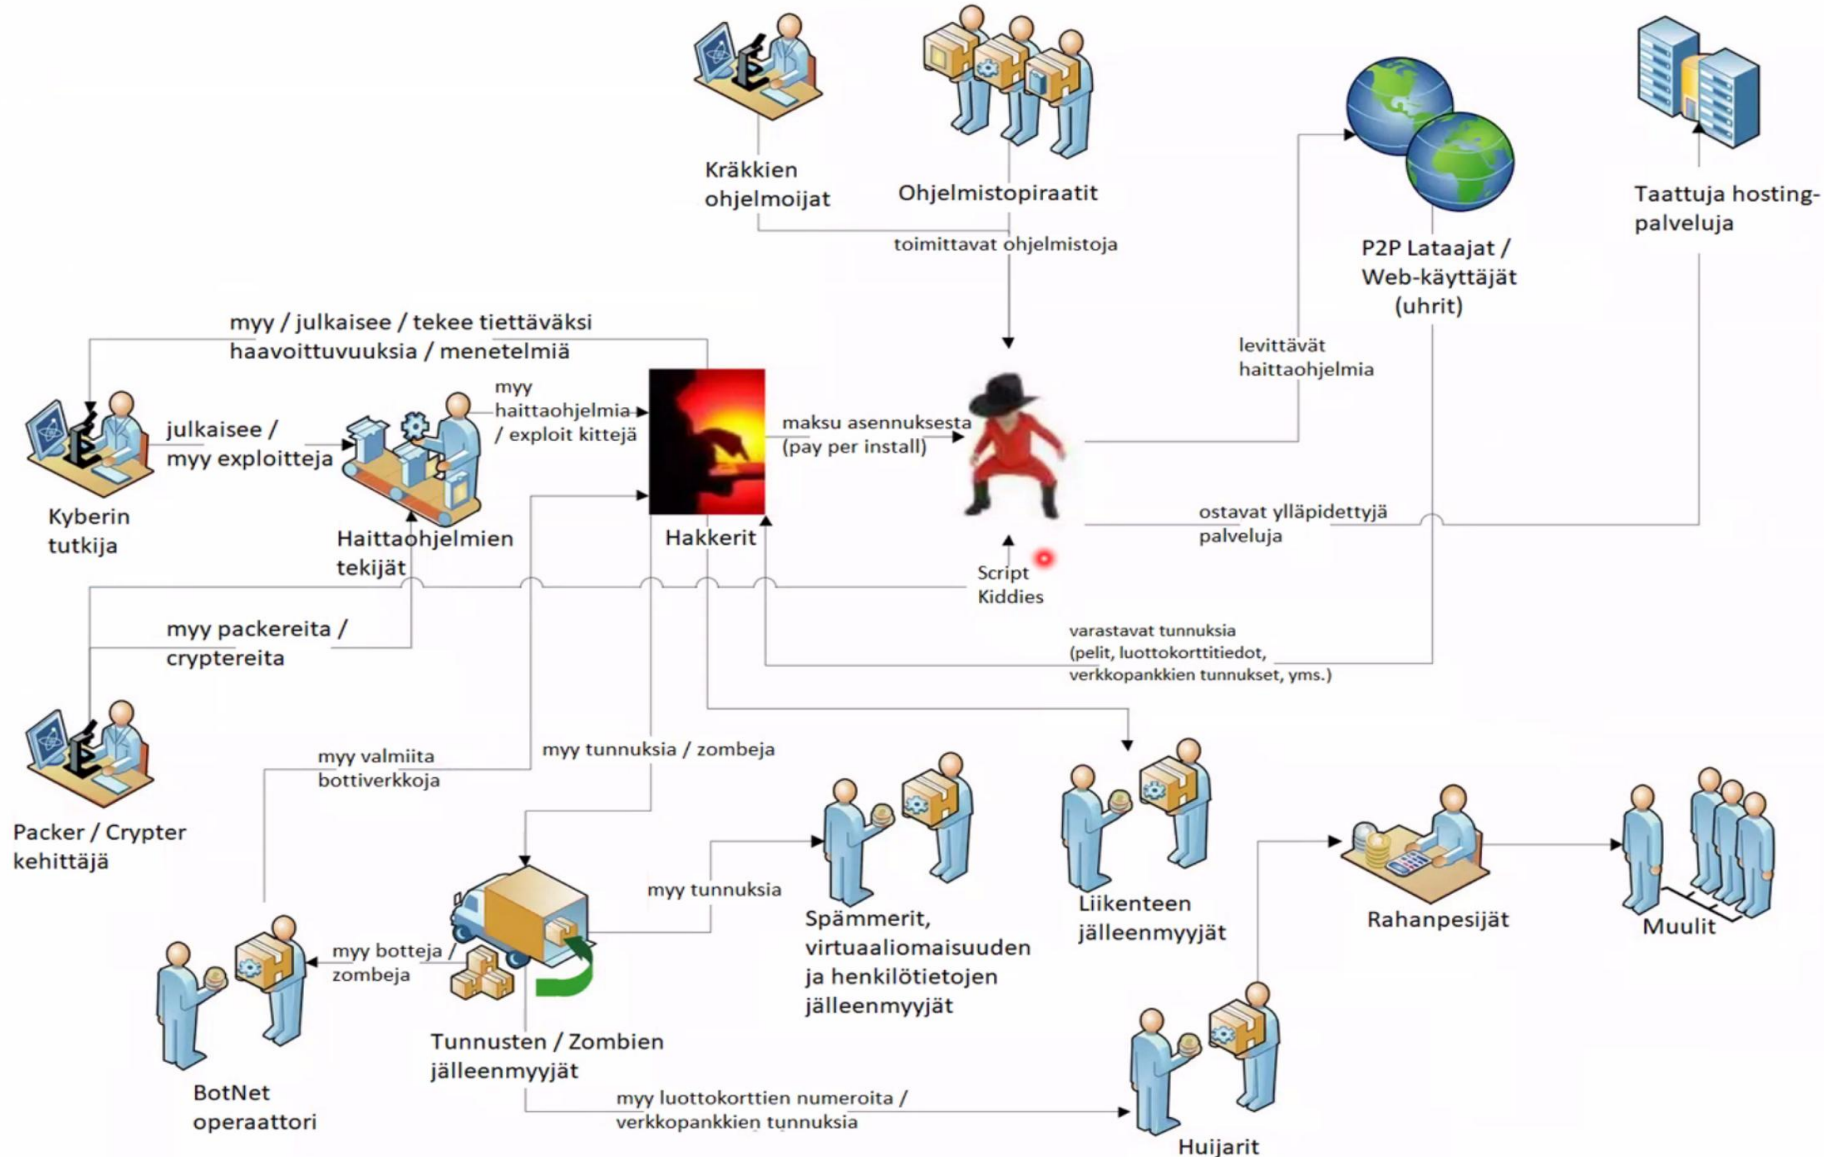 Kräkkien
ohjelmoijat
Ohjelmistopiraatit
toimittavat ohjelmistoja
P2P Lataajat /
Web-käyttäjät
(uhrit)
Taattuja hosting-
palveluja
myy / julkaisee / tekee tiettäväksi
haavoittuvuuksia / menetelmiä
levittävät
haittaohjelmia
julkaisee /
myy exploitteja
myy
haittaohjelmia
/ exploit kittejä
maksu asennuksesta
(pay per install)
Kyberin
tutkija
Haittaohjelmien
tekijät
Hakkerit
ostavat ylläpidettyjä
palveluja
Script
Kiddies
myy packereita /
cryptereita
varastavat tunnuksia
(pelit, luottokorttitiedot,
verkkopankkien tunnukset, yms.)
myy valmiita
bottiverkkoja
myy tunnuksia / zombeja
Packer / Crypter
kehittäjä
myy tunnuksia
Spämmerit,
virtuaaliomaisuuden
ja henkilötietojen
jälleenmyyjät
Liikenteen
jälleenmyyjät
Rahanpesijät
Muulit
myy botteja /
zombeja
Tunnusten / Zombien
jälleenmyyjät
BotNet
operaattori
myy luottokorttien numeroita /
verkkopankkien tunnuksia
Huijarit